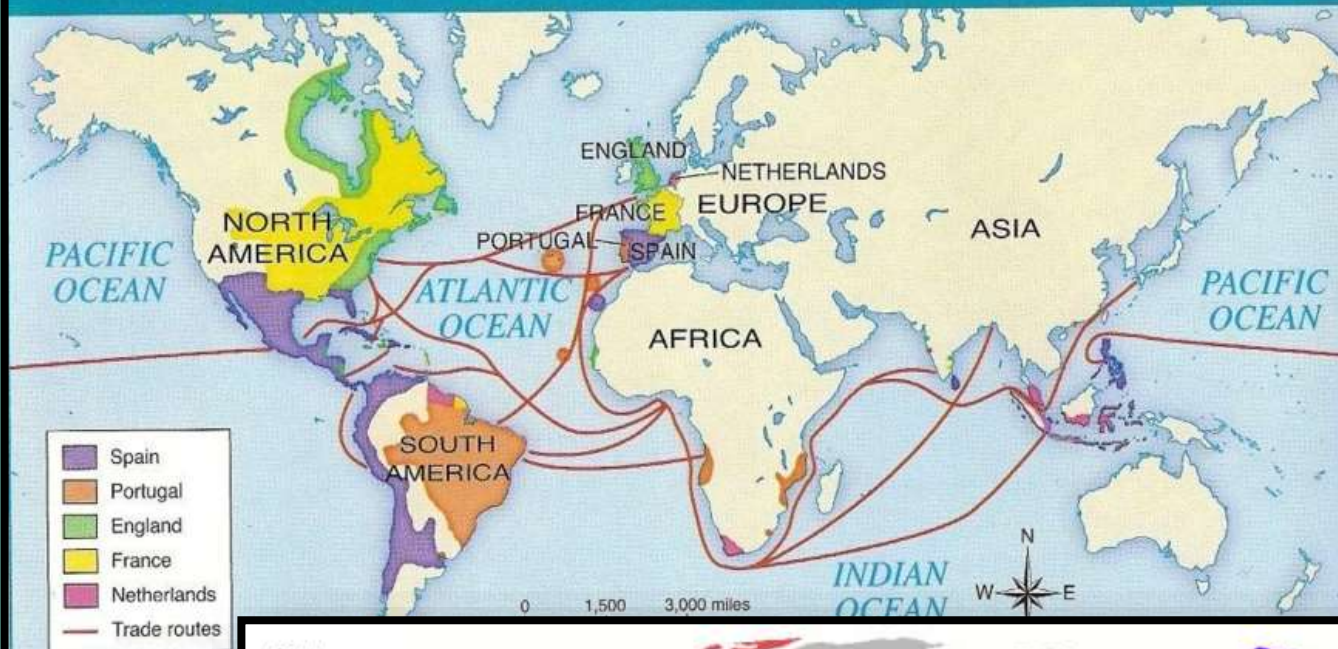 ENGLAND
NETHERLANDS
NORTH
AMERICA
FRANCE
EUROPE
ASIA
PORTUGAL
SPAIN
PACIFIC
OCEAN
ATLANTIC
OCEAN
PACIFIC
OCEAN
AFRICA
SOUTH
AMERICA
Spain
Portugal
England
France
Netherlands
Trade routes
0 1,500 3,000 miles
INDIAN
OCEAN
N
W E